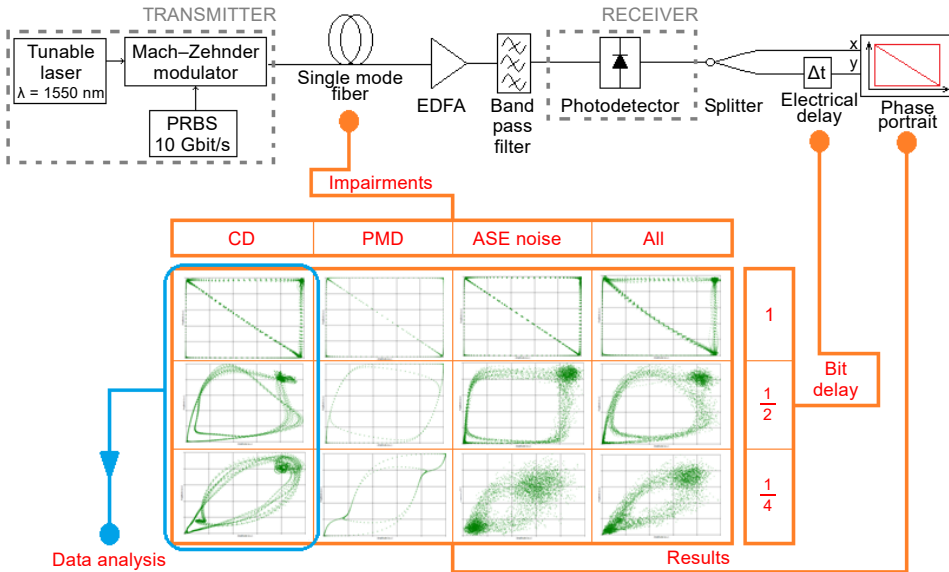 TRANSMITTER
RECEIVER
Tunable
laser
λ = 1550 nm
Mach–Zehnder
modulator
PRBS
10 Gbit/s
Single mode
fiber
EDFA
Band
pass
filter
Photodetector
Splitter
x
y
Δt
Electrical
delay
Phase
portrait
Impairments
CD
PMD
ASE noise
All
1
1/2
1/4
Bit
delay
Data analysis
Results